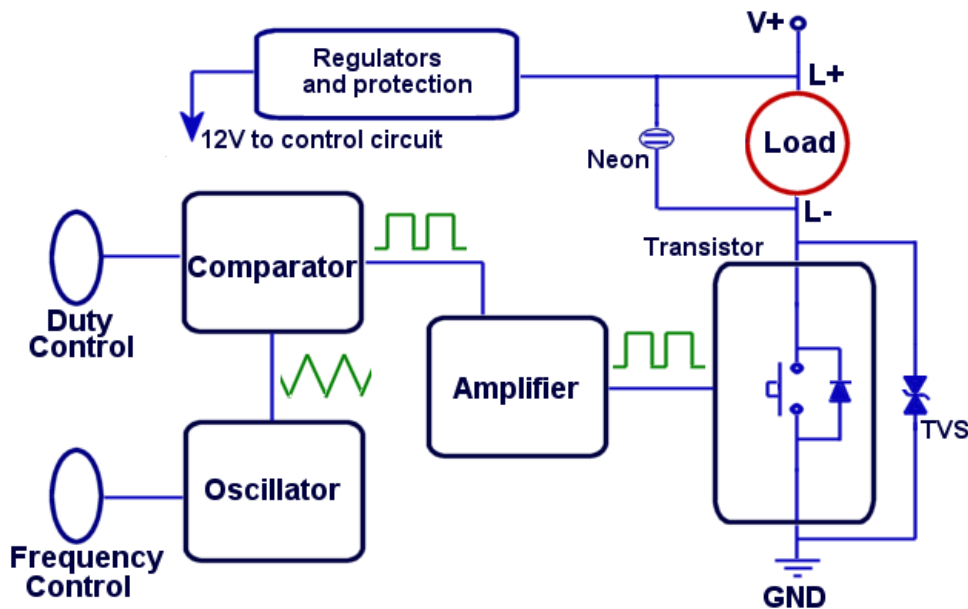 V+
Regulators
and protection
L+
12V to control circuit
Neon
Load
L-
Transistor
Comparator
Duty
Control
Amplifier
TVS
Oscillator
Frequency
Control
GND